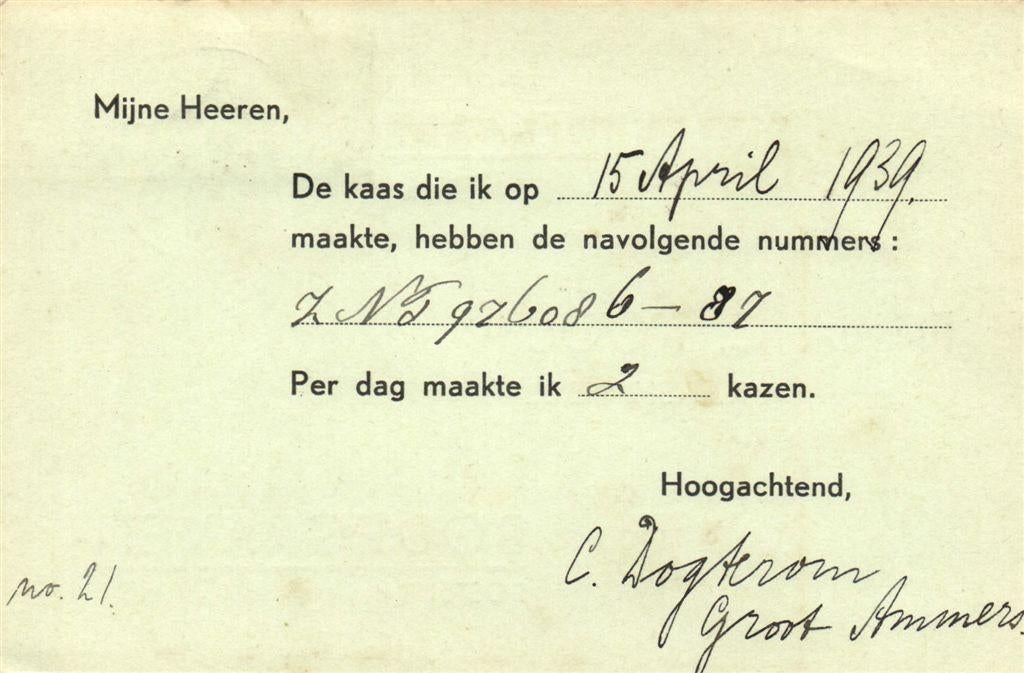 Mijne Heeren,
De kaas die ik op 15 April 1939.
maakte, hebben de navolgende nummers:
Z N T 976086 — 87
Per dag maakte ik 2 kazen.
Hoogachtend,
C. Dogterom
Groot Ammers
no. 21.